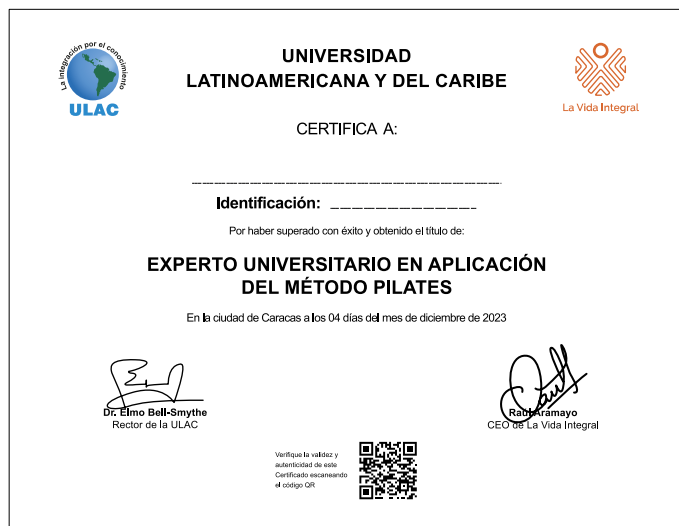 La integración por el conocimiento
ULAC
UNIVERSIDAD
LATINOAMERICANA Y DEL CARIBE
La Vida Integral
CERTIFICA A:
Identificación:
Por haber superado con éxito y obtenido el título de:
EXPERTO UNIVERSITARIO EN APLICACIÓN
DEL MÉTODO PILATES
En la ciudad de Caracas a los 04 días del mes de diciembre de 2023
Dr. Elmo Bell-Smythe
Rector de la ULAC
Raúl Aramayo
CEO de La Vida Integral
Verifique la validez y
autenticidad de este
Certificado escaneando
el código QR